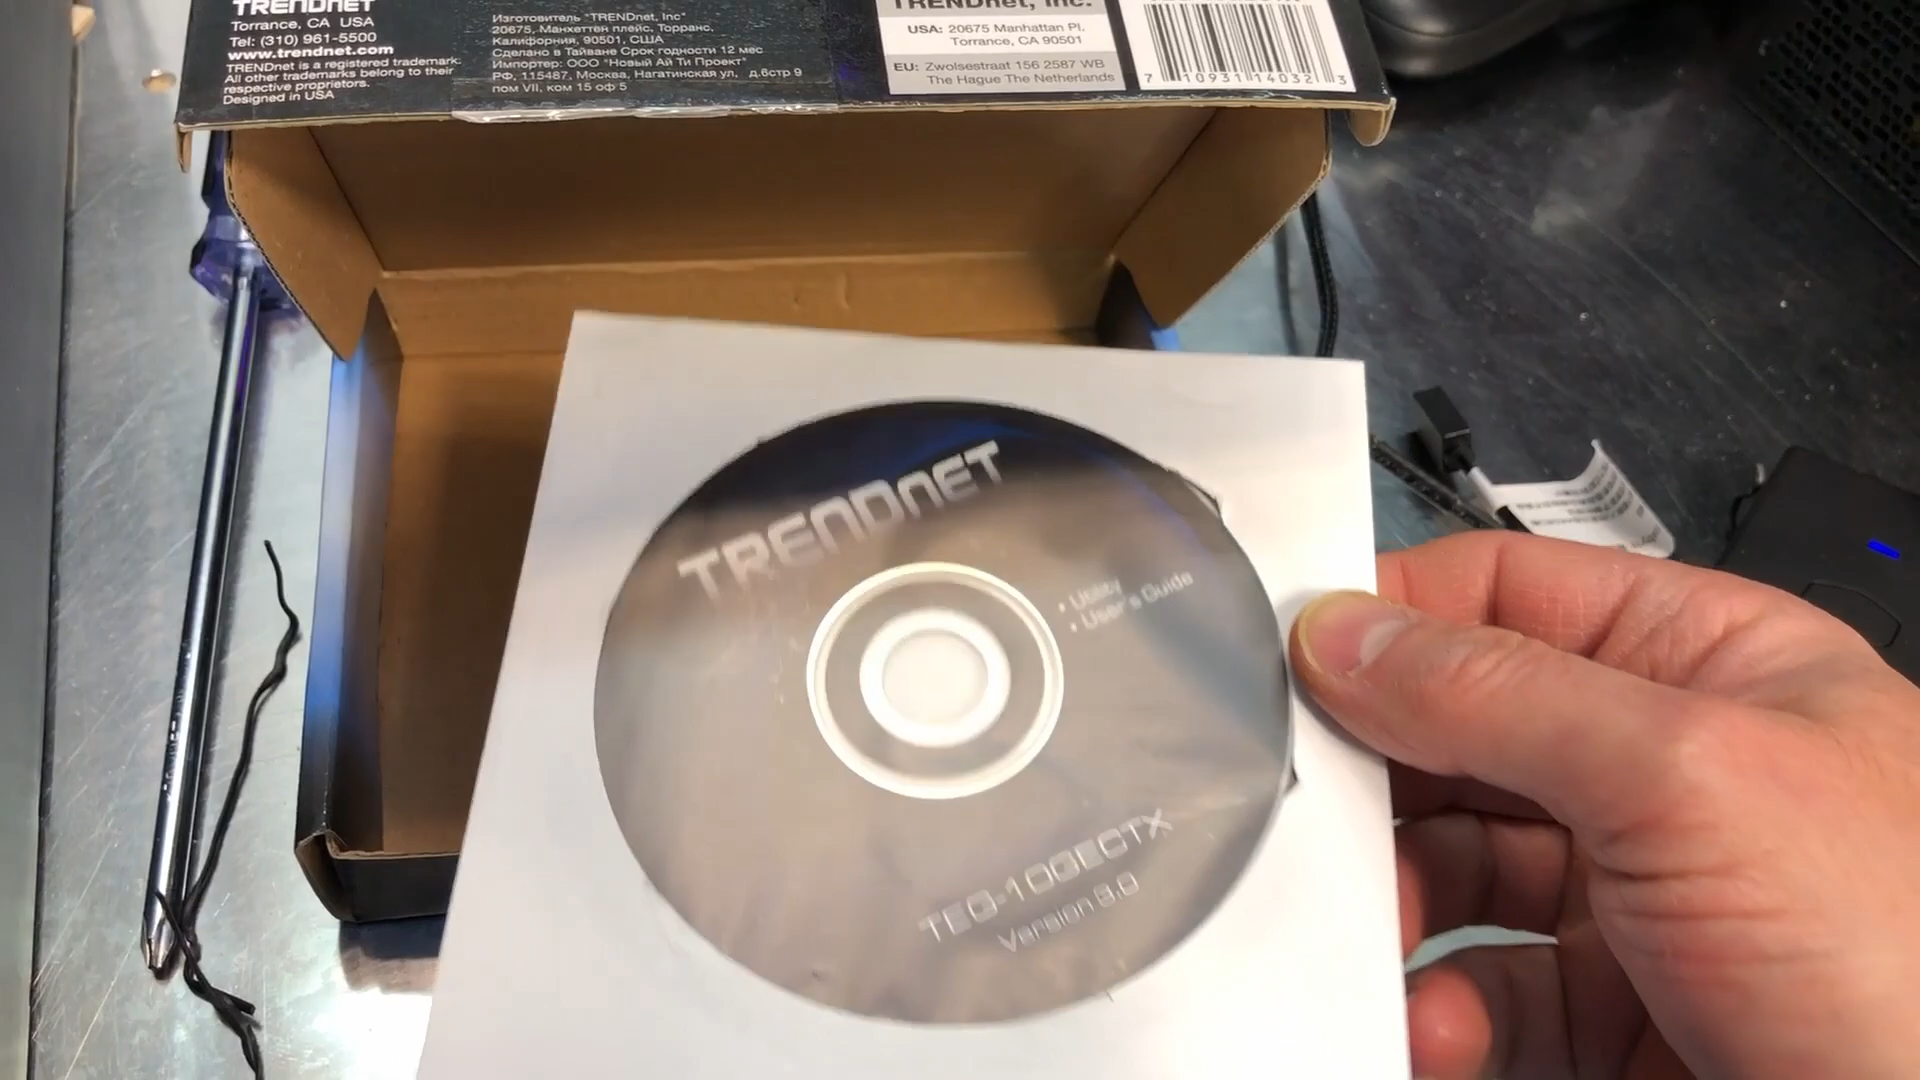 TRENDNET
Torrance, CA USA
Tel: (310) 961-5500
www.trendnet.com
TRENDnet is a registered trademark.
All other trademarks belong to their
respective proprietors.
Designed in USA
Изготовитель "TRENDnet, Inc"
20675, Манхеттен плейс, Торранс,
Калифорния, 90501, США
Сделано в Тайване Срок годности 12 мес
Импортер: ООО "Новый Ай Ти Проект"
РФ, 115487, Москва, Нагатинская ул, д.6стр 9
пом VII, ком 15 оф 5
TRENDnet, Inc.
USA: 20675 Manhattan Pl.
Torrance, CA 90501
EU: Zwolsestraat 156 2587 WB
The Hague The Netherlands
7 10931 14032 3
TRENDNET
• Utility
• User's Guide
TEG-10GECTX
Version